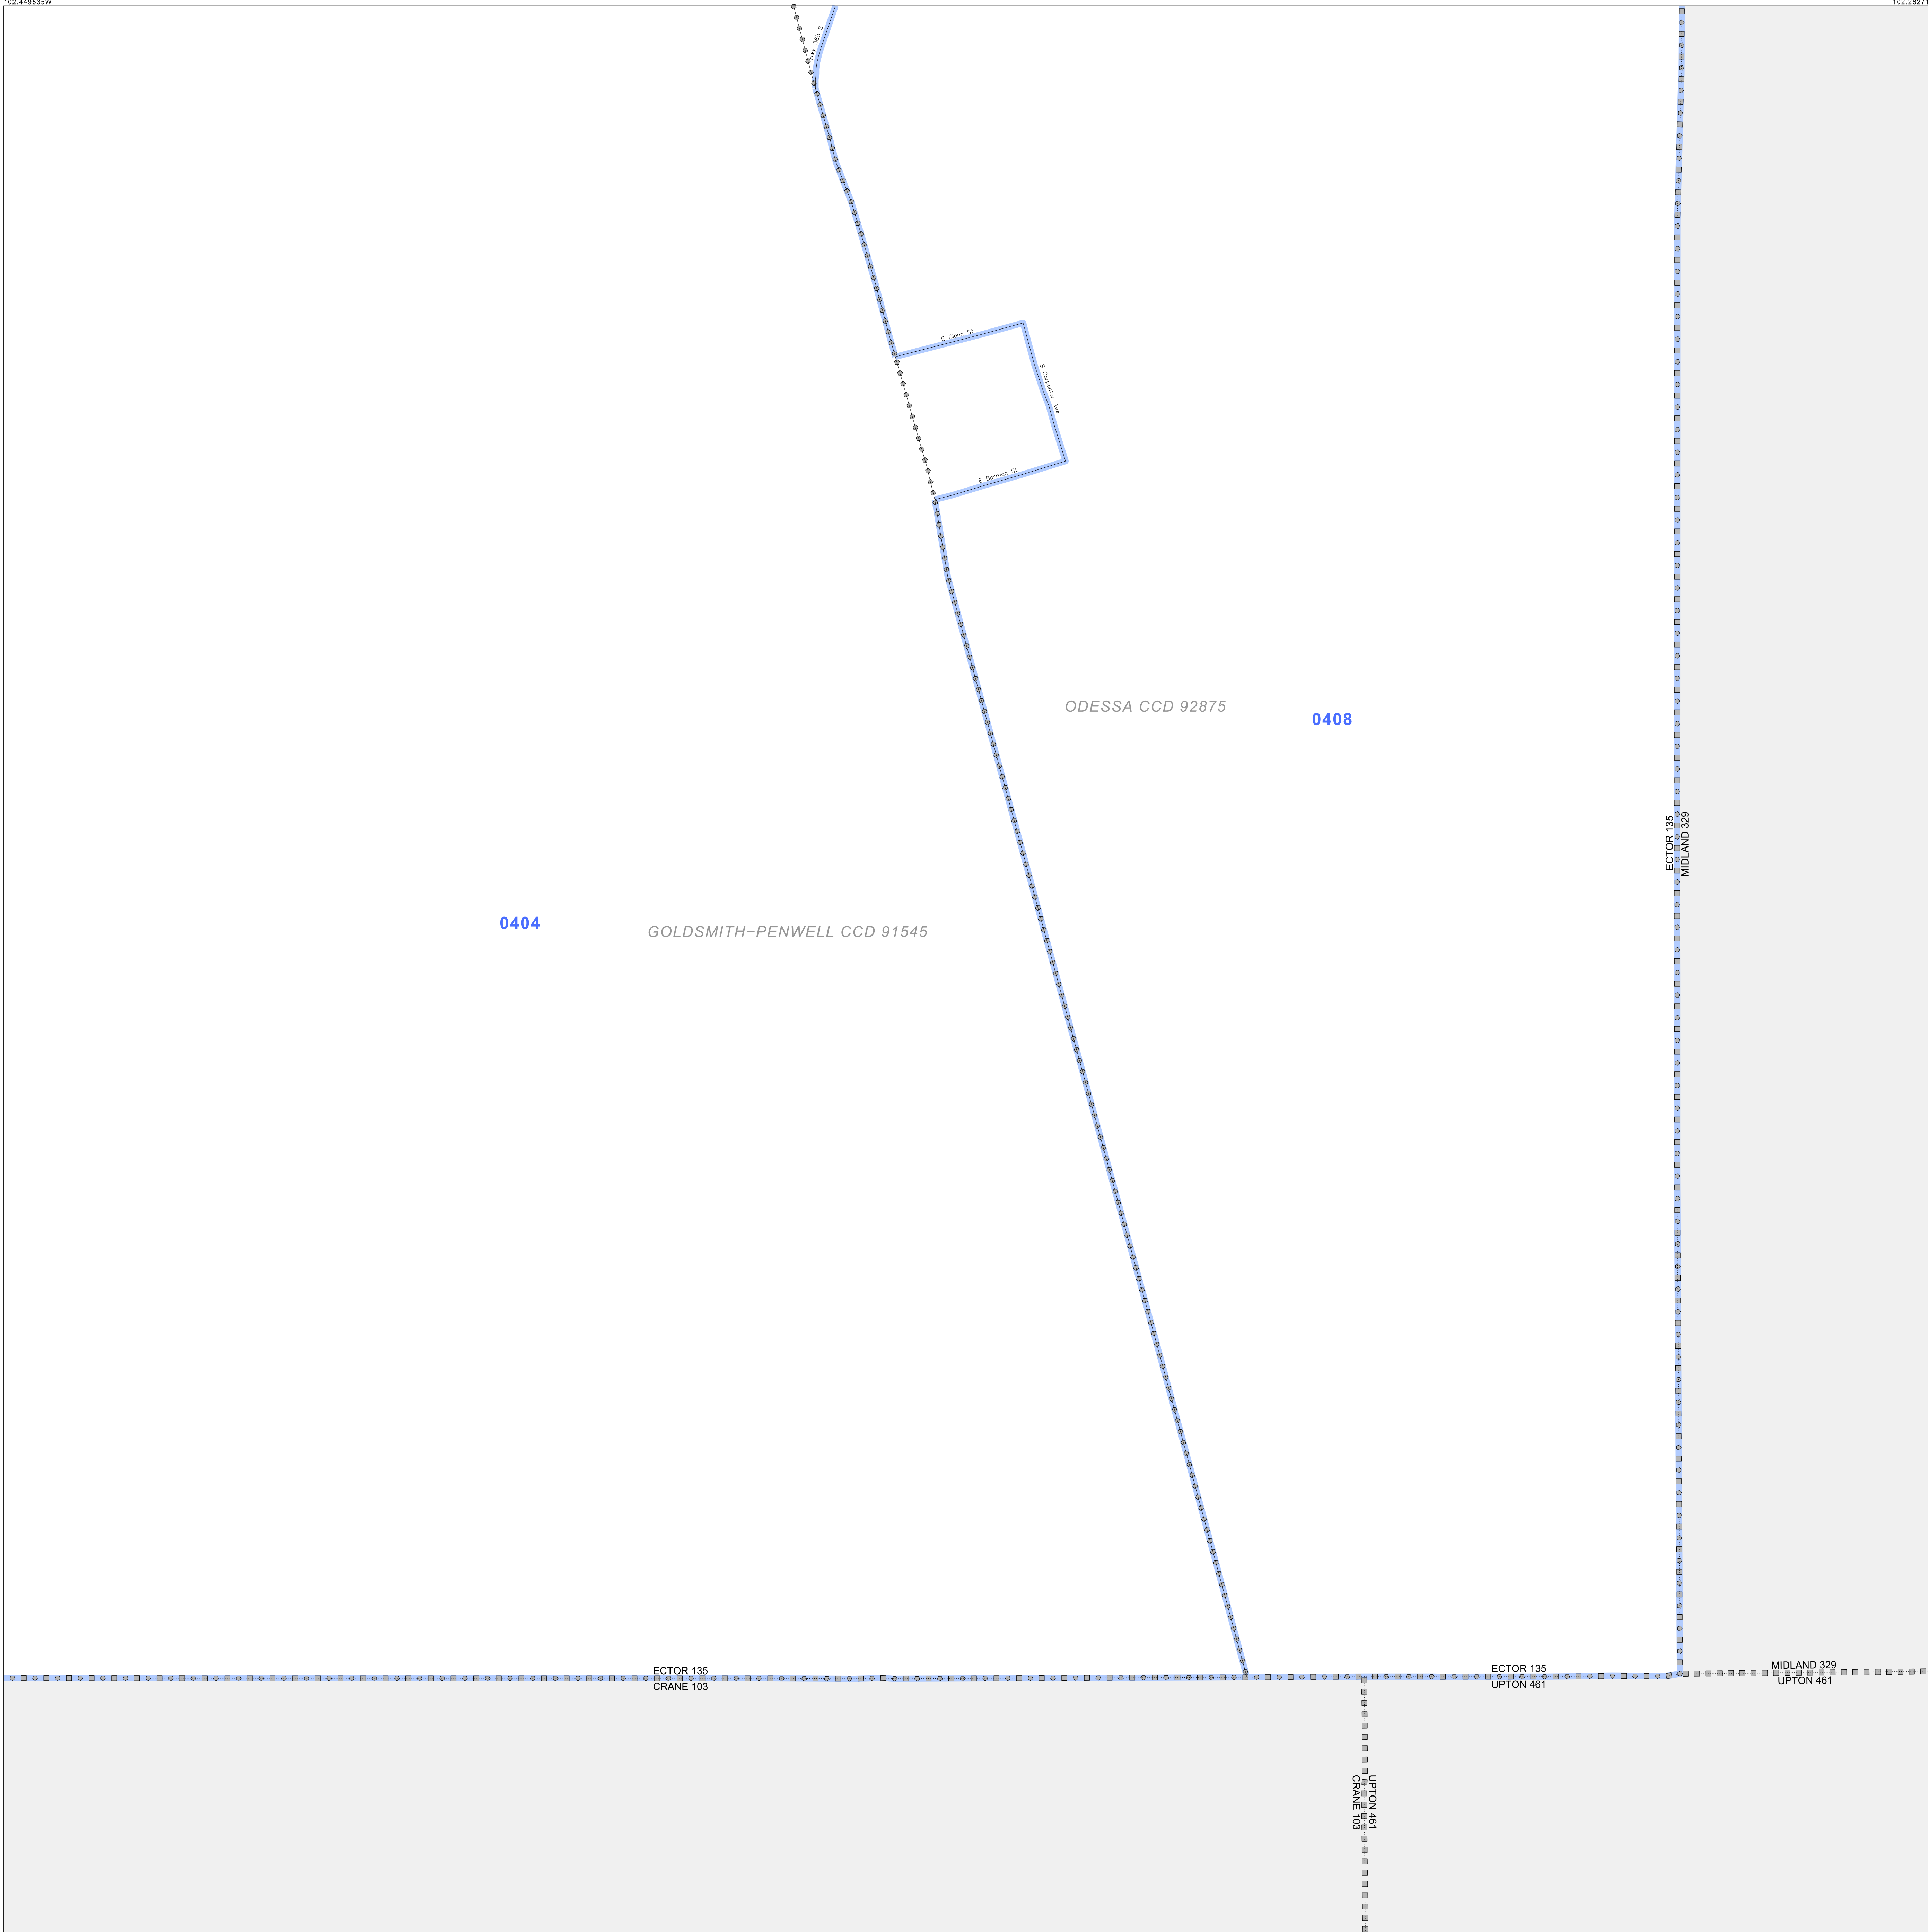 102.449535W
102.26271
Hwy 385 S
E Glenn St
S Carpenter Ave
E Borman St
ODESSA CCD 92875
0408
ECTOR 135
MIDLAND 329
0404
GOLDSMITH-PENWELL CCD 91545
ECTOR 135
CRANE 103
ECTOR 135
UPTON 461
MIDLAND 329
UPTON 461
UPTON 461
CRANE 103